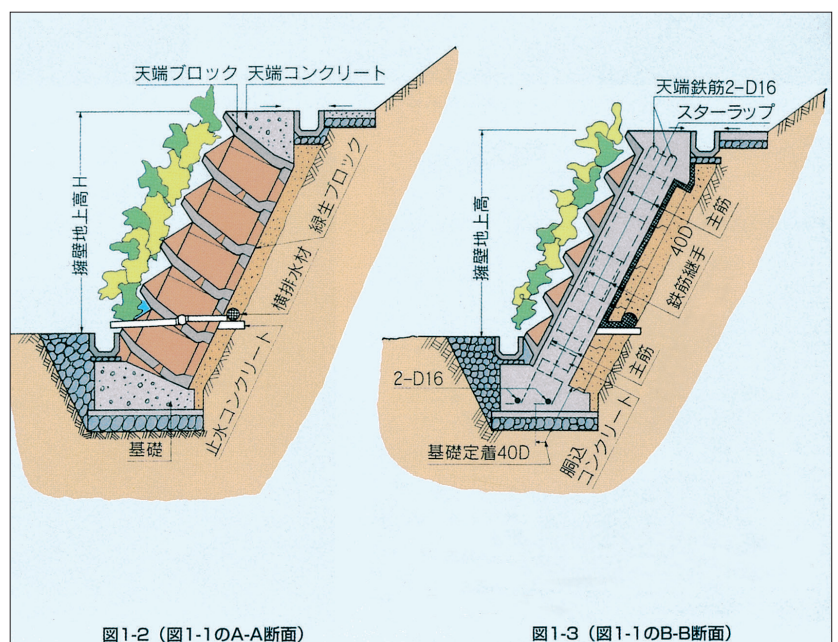 天端ブロック
天端コンクリート
擁壁地上高H
緑生ブロック
横排水材
止水コンクリート
基礎
図1-2（図1-1のA-A断面）
天端鉄筋2-D16
スターラップ
擁壁地上高
主筋
40D
鉄筋継手
主筋
2-D16
基礎定着40D
胴込
コンクリート
図1-3（図1-1のB-B断面）